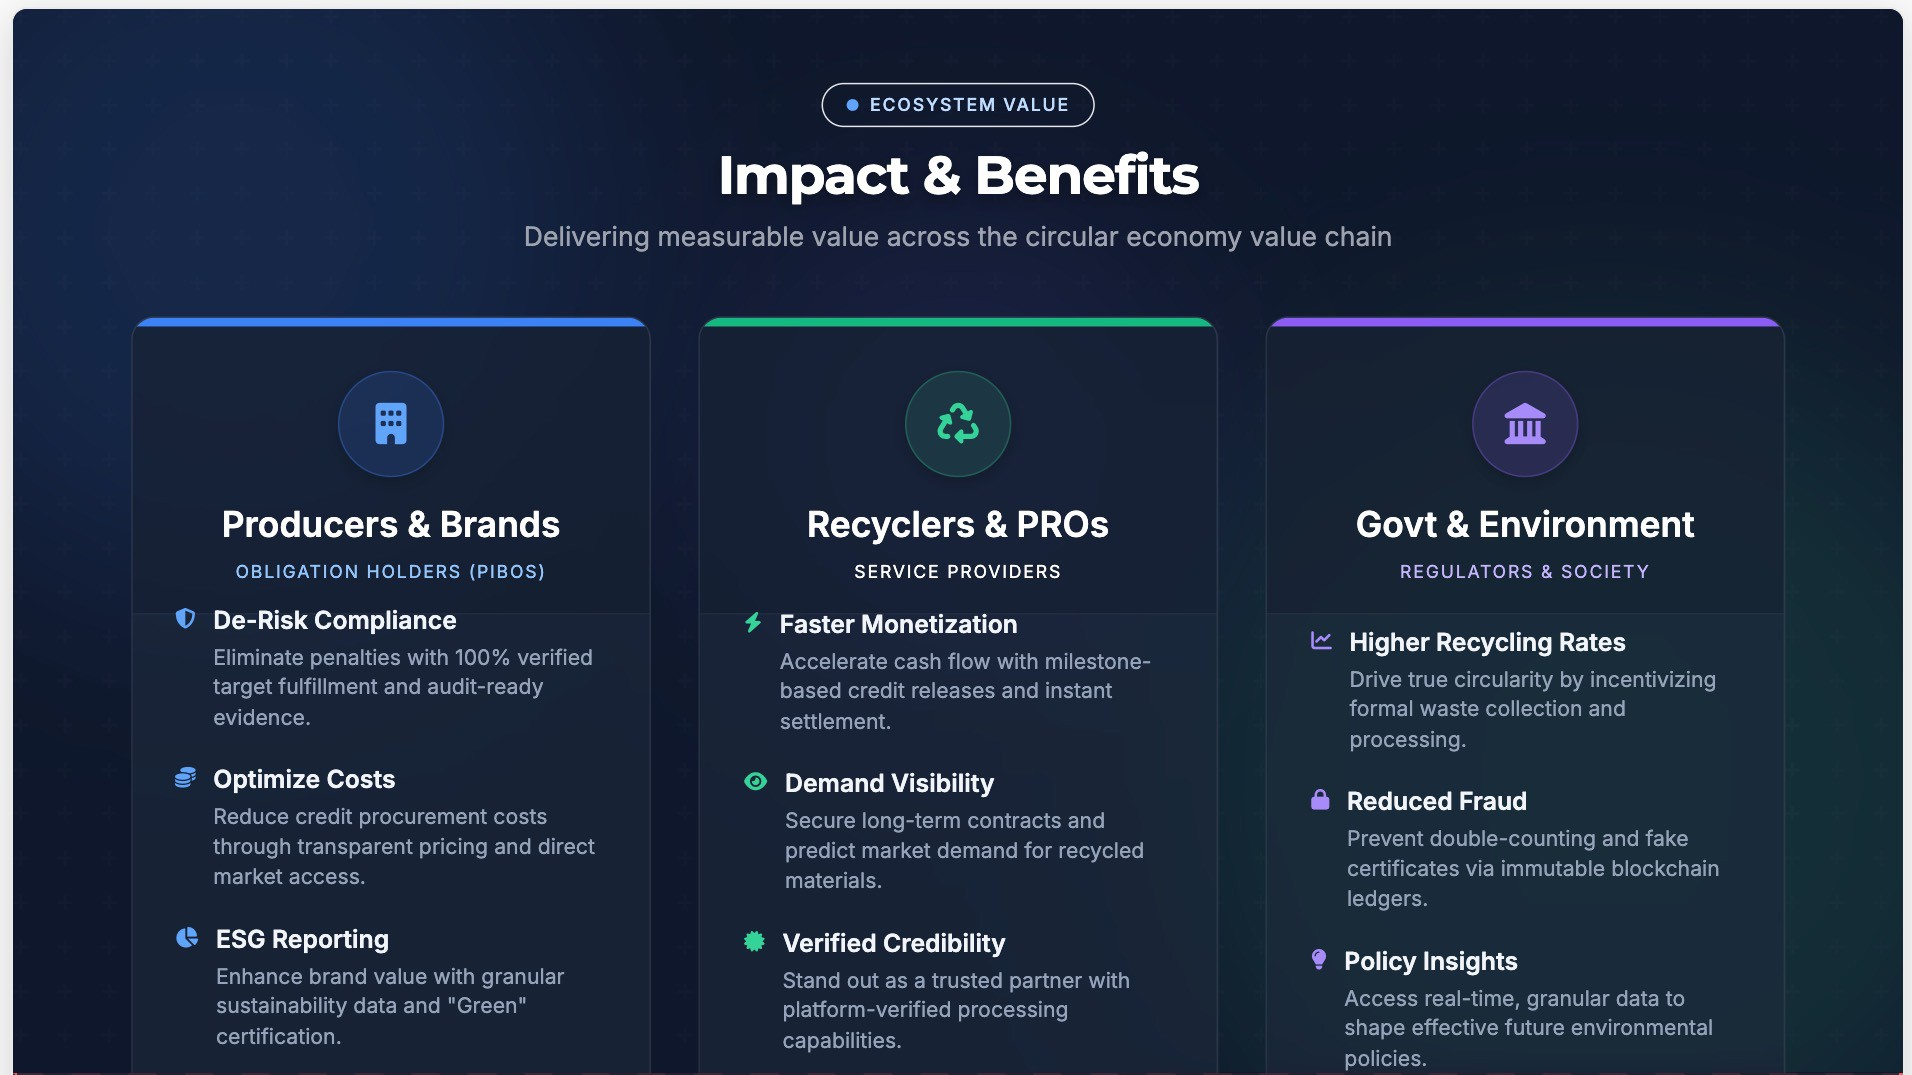 ECOSYSTEM VALUE
Impact & Benefits
Delivering measurable value across the circular economy value chain
Producers & Brands
OBLIGATION HOLDERS (PIBOS)
De-Risk Compliance
Eliminate penalties with 100% verified
target fulfillment and audit-ready
evidence.
Optimize Costs
Reduce credit procurement costs
through transparent pricing and direct
market access.
ESG Reporting
Enhance brand value with granular
sustainability data and "Green"
certification.
Recyclers & PROs
SERVICE PROVIDERS
Faster Monetization
Accelerate cash flow with milestone-
based credit releases and instant
settlement.
Demand Visibility
Secure long-term contracts and
predict market demand for recycled
materials.
Verified Credibility
Stand out as a trusted partner with
platform-verified processing
capabilities.
Govt & Environment
REGULATORS & SOCIETY
Higher Recycling Rates
Drive true circularity by incentivizing
formal waste collection and
processing.
Reduced Fraud
Prevent double-counting and fake
certificates via immutable blockchain
ledgers.
Policy Insights
Access real-time, granular data to
shape effective future environmental
policies.